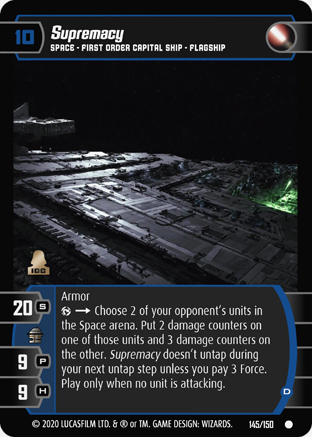 10
Supremacy
SPACE - FIRST ORDER CAPITAL SHIP - FLAGSHIP
IDC
20 S
Armor
→ Choose 2 of your opponent's units in
the Space arena. Put 2 damage counters on
one of those units and 3 damage counters on
the other. Supremacy doesn't untap during
your next untap step unless you pay 3 Force.
Play only when no unit is attacking.
9 P
9 H
D
© 2020 LUCASFILM LTD. & ® or TM. GAME DESIGN: WIZARDS. 145/150